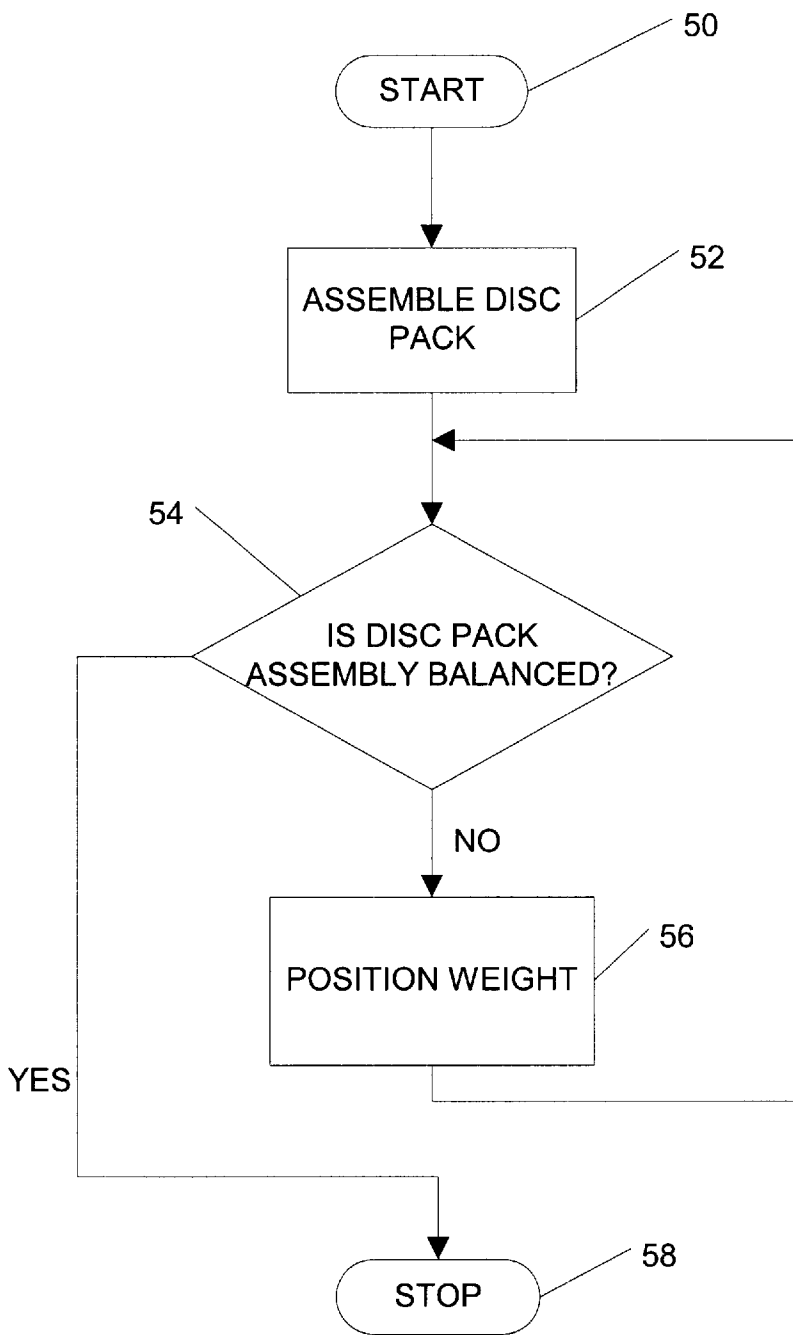 50
START
52
ASSEMBLE DISC
PACK
54
IS DISC PACK
ASSEMBLY BALANCED?
NO
56
POSITION WEIGHT
YES
58
STOP